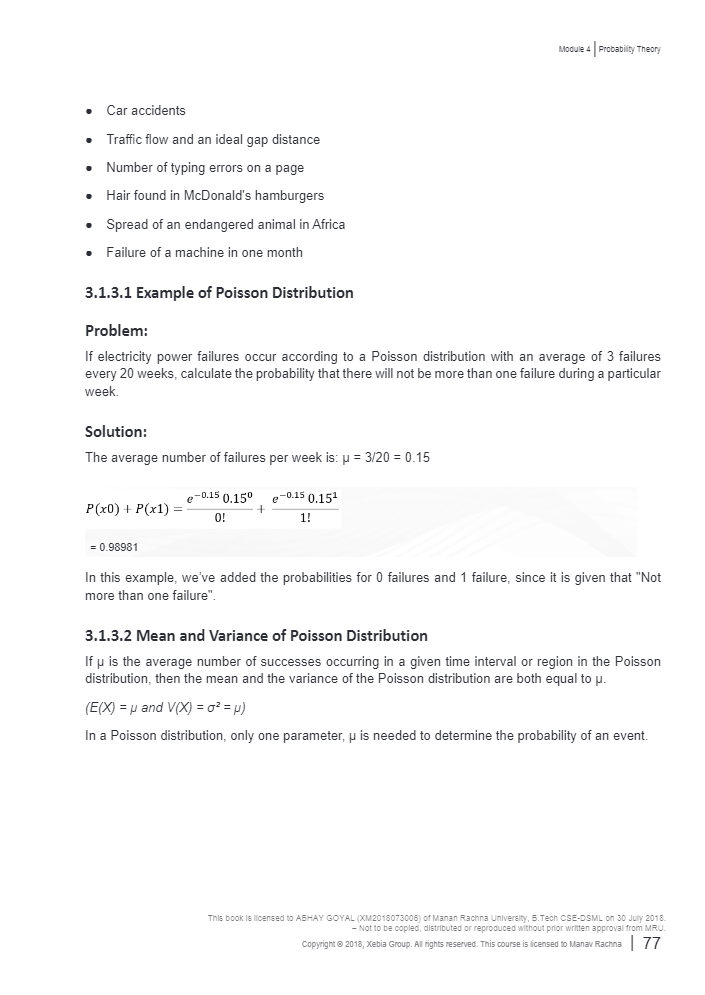 Module 4 | Probability Theory
• Car accidents
• Traffic flow and an ideal gap distance
• Number of typing errors on a page
• Hair found in McDonald's hamburgers
• Spread of an endangered animal in Africa
• Failure of a machine in one month
3.1.3.1 Example of Poisson Distribution
Problem:
If electricity power failures occur according to a Poisson distribution with an average of 3 failures
every 20 weeks, calculate the probability that there will not be more than one failure during a particular
week.
Solution:
The average number of failures per week is: μ = 3/20 = 0.15
P(x0) + P(x1) = e^−0.15 0.15^0 / 0! + e^−0.15 0.15^1 / 1!
= 0.98981
In this example, we've added the probabilities for 0 failures and 1 failure, since it is given that "Not
more than one failure".
3.1.3.2 Mean and Variance of Poisson Distribution
If μ is the average number of successes occurring in a given time interval or region in the Poisson
distribution, then the mean and the variance of the Poisson distribution are both equal to μ.
(E(X) = μ and V(X) = σ² = μ)
In a Poisson distribution, only one parameter, μ is needed to determine the probability of an event.
This book is licensed to ABHAY GOYAL (XM2018073006) of Manan Rachna University, B.Tech CSE-DSML on 30 July 2018.
– Not to be copied, distributed or reproduced without prior written approval from MRU.
Copyright © 2018, Xebia Group. All rights reserved. This course is licensed to Manav Rachna | 77